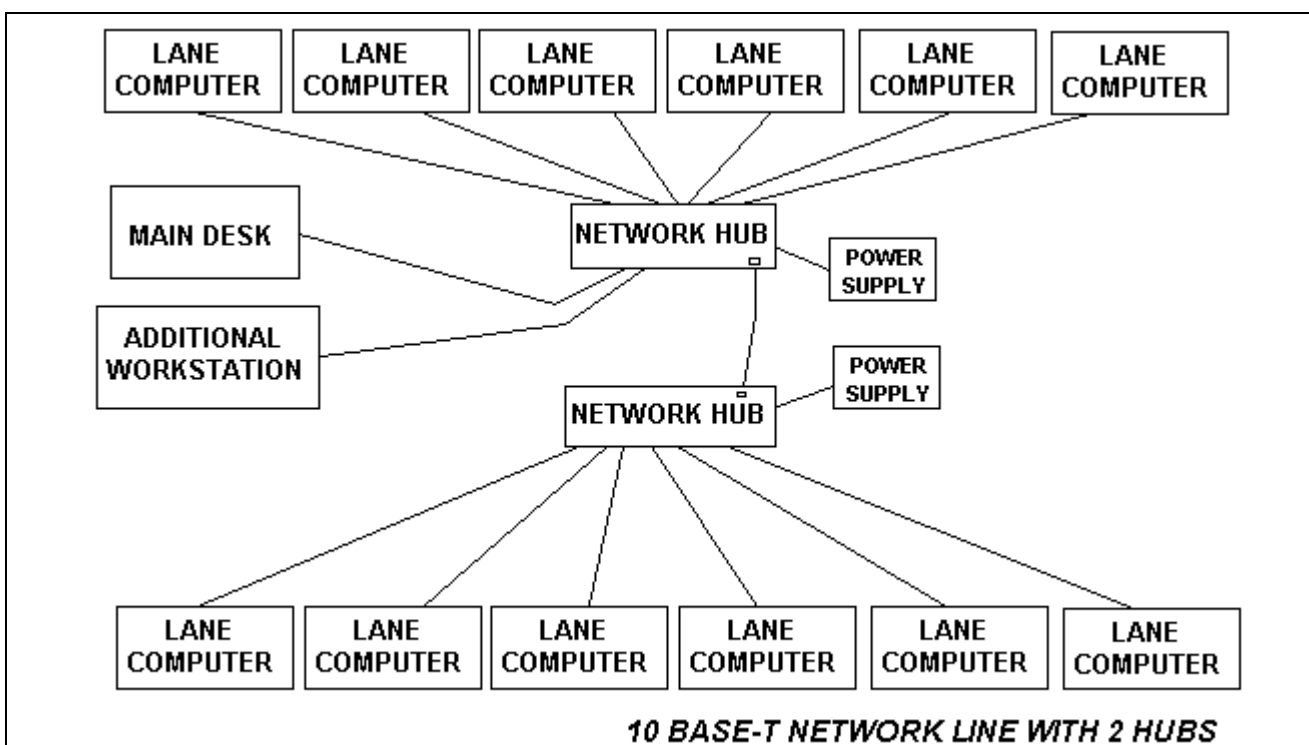 LANE
COMPUTER
LANE
COMPUTER
LANE
COMPUTER
LANE
COMPUTER
LANE
COMPUTER
LANE
COMPUTER
MAIN DESK
NETWORK HUB
POWER
SUPPLY
ADDITIONAL
WORKSTATION
POWER
SUPPLY
NETWORK HUB
LANE
COMPUTER
LANE
COMPUTER
LANE
COMPUTER
LANE
COMPUTER
LANE
COMPUTER
LANE
COMPUTER
10 BASE-T NETWORK LINE WITH 2 HUBS